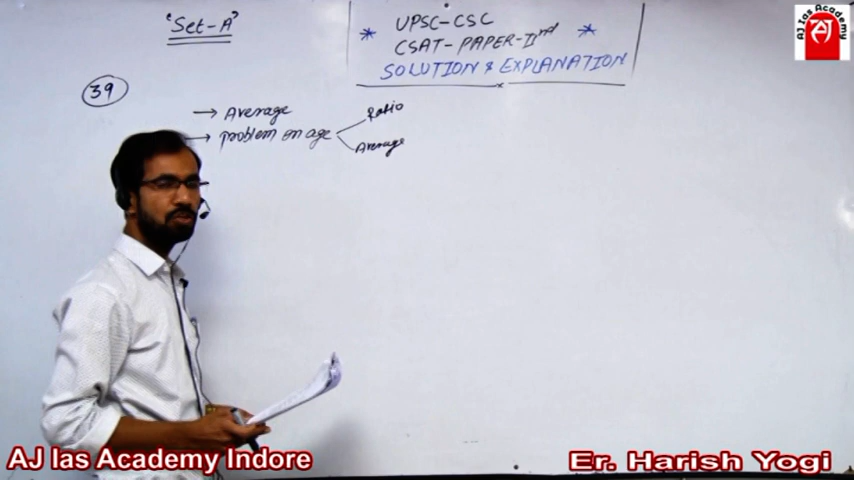 'Set-A'
* UPSC-CSC *
CSAT-PAPER-IInd
SOLUTION & EXPLANATION
39
→ Average
→ Problem on age
Ratio
Average
AJ Ias Academy
AJ
AJ Ias Academy Indore
Er. Harish Yogi